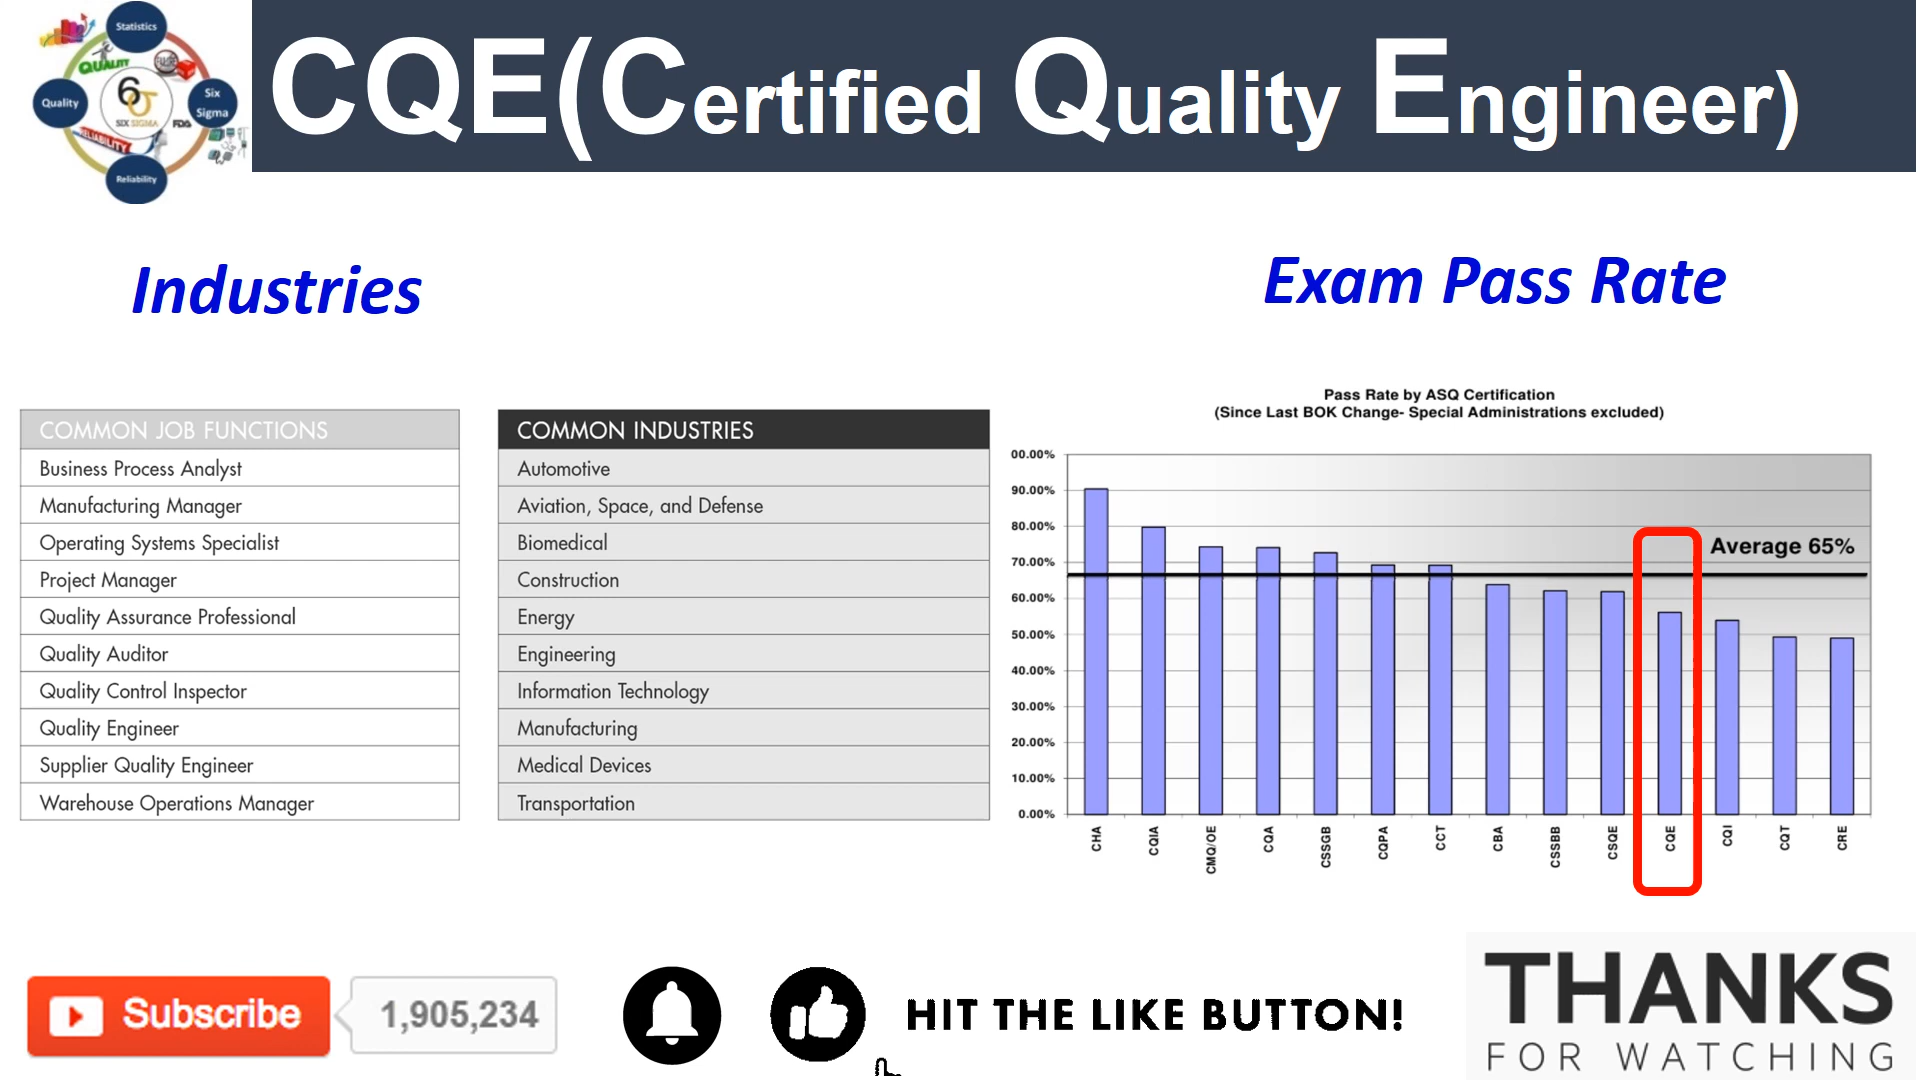 Statistics
QUALITY
Quality
6σ
SIX SIGMA
FDA
Six
Sigma
RELIABILITY
Reliability
CQE(Certified Quality Engineer)
Industries
Exam Pass Rate
COMMON JOB FUNCTIONS
Business Process Analyst
Manufacturing Manager
Operating Systems Specialist
Project Manager
Quality Assurance Professional
Quality Auditor
Quality Control Inspector
Quality Engineer
Supplier Quality Engineer
Warehouse Operations Manager
COMMON INDUSTRIES
Automotive
Aviation, Space, and Defense
Biomedical
Construction
Energy
Engineering
Information Technology
Manufacturing
Medical Devices
Transportation
Pass Rate by ASQ Certification
(Since Last BOK Change- Special Administrations excluded)
00.00%
90.00%
80.00%
70.00%
60.00%
50.00%
40.00%
30.00%
20.00%
10.00%
0.00%
Average 65%
CHA
CQIA
CMQ/OE
CQA
CSSGB
CQPA
CCT
CBA
CSSBB
CSQE
CQE
CQI
CQT
CRE
Subscribe
1,905,234
HIT THE LIKE BUTTON!
THANKS
FOR WATCHING